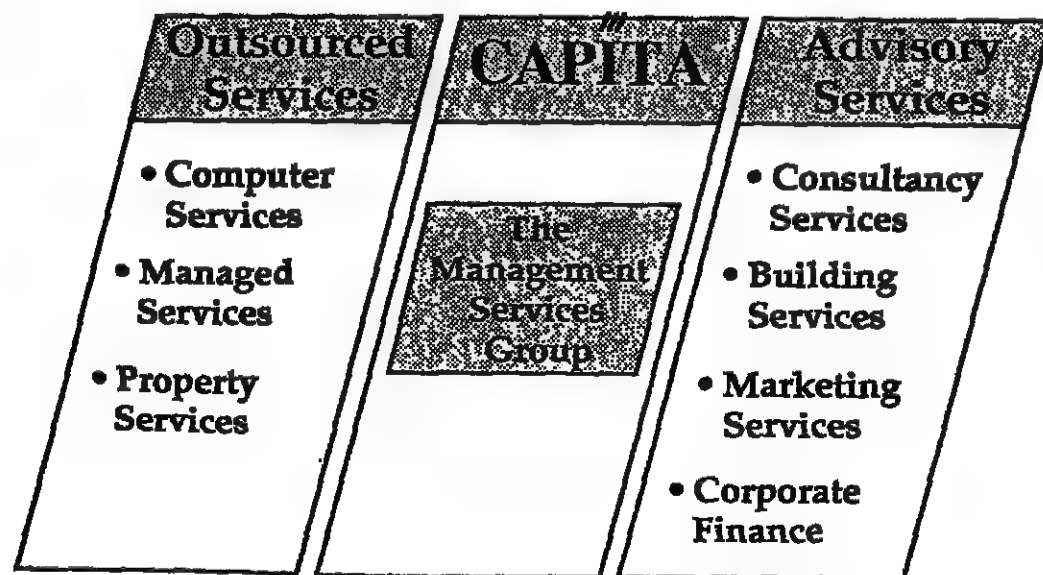 Outsourced
Services
• Computer
Services
• Managed
Services
• Property
Services
CAPITA
The
Management
Services
Group
Advisory
Services
• Consultancy
Services
• Building
Services
• Marketing
Services
• Corporate
Finance